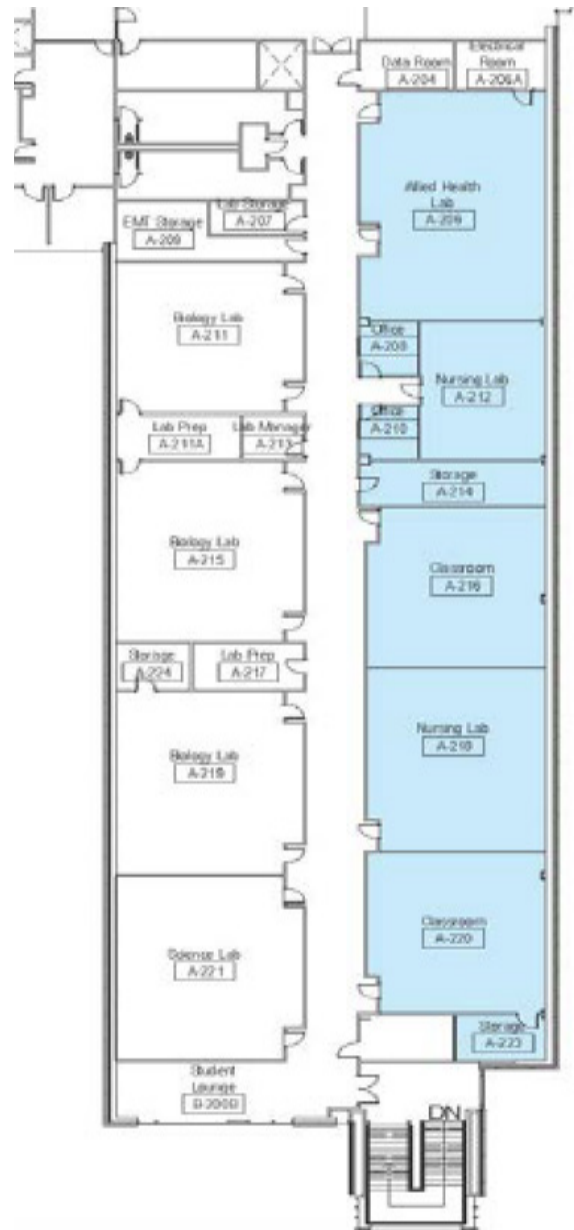 Data Room
A-204
Electrical
Room
A-206A
Allied Health
Lab
A-206
Lab Storage
A-207
EMT Storage
A-209
Biology Lab
A-211
Office
A-208
Nursing Lab
A-212
Office
A-210
Lab Prep
A-211A
Lab Manager
A-213
Storage
A-214
Biology Lab
A-215
Classroom
A-216
Storage
A-224
Lab Prep
A-217
Nursing Lab
A-218
Biology Lab
A-219
Classroom
A-220
Science Lab
A-221
Storage
A-223
Student
Lounge
DN